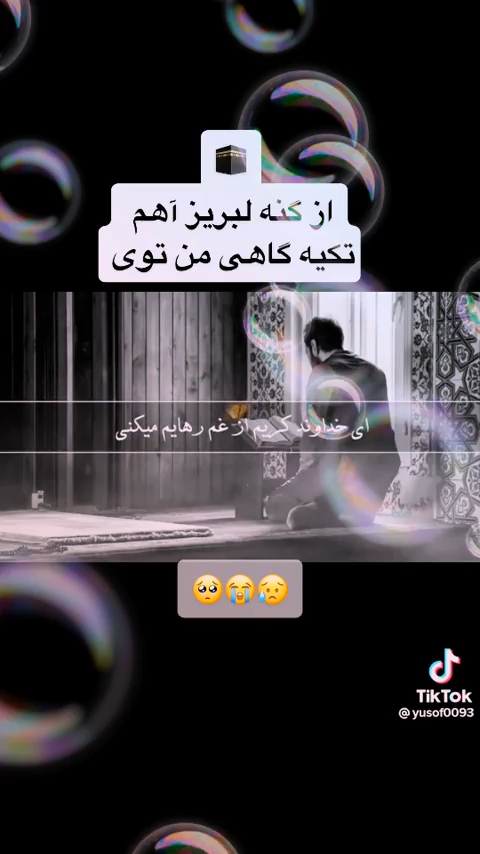 🕋
از گنه لبریز آهم
تکیه گاهی من توی
ای خداوند کریم از غم رهایم میکنی
🥺😭😥
TikTok
@yusof0093